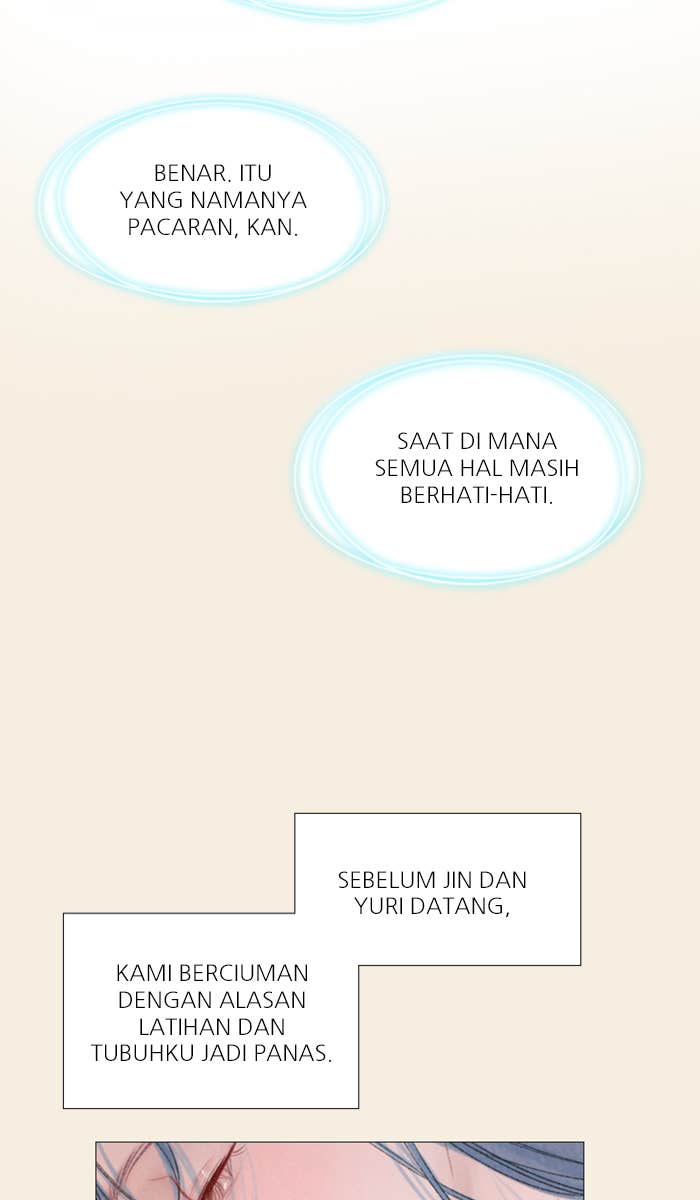 BENAR. ITU
YANG NAMANYA
PACARAN, KAN.
SAAT DI MANA
SEMUA HAL MASIH
BERHATI-HATI.
SEBELUM JIN DAN
YURI DATANG,
KAMI BERCIUMAN
DENGAN ALASAN
LATIHAN DAN
TUBUHKU JADI PANAS.